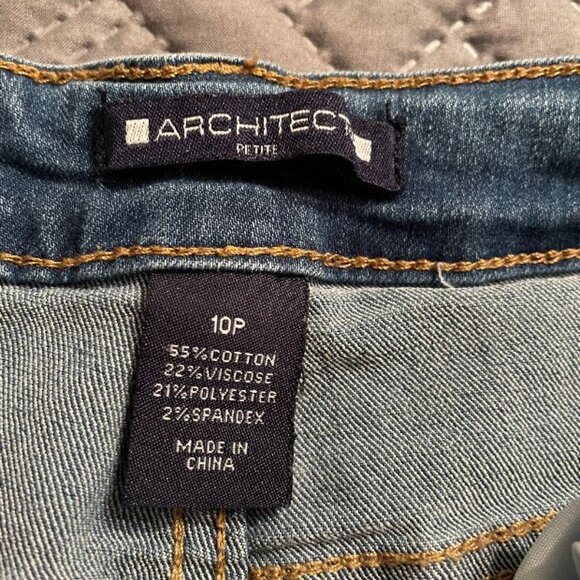 ARCHITECT
PETITE
10P
55%COTTON
22%VISCOSE
21%POLYESTER
2%SPANDEX
MADE IN
CHINA